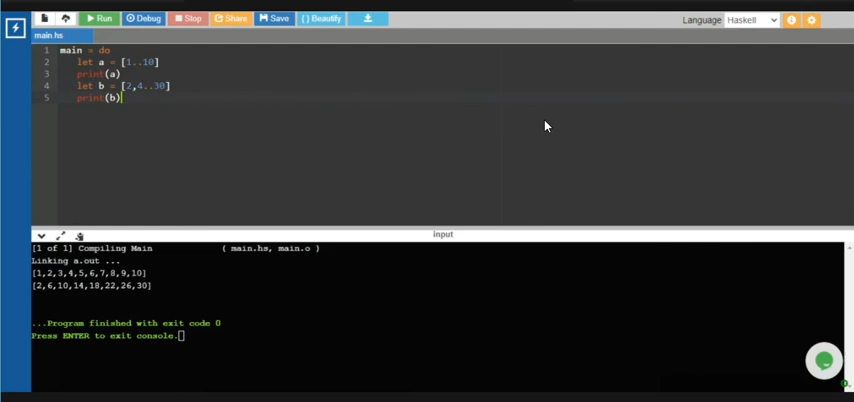 Run Debug Stop Share Save { } Beautify Language Haskell
main.hs
1 main = do
2 let a = [1..10]
3 print(a)
4 let b = [2,4..30]
5 print(b)
input
[1 of 1] Compiling Main ( main.hs, main.o )
Linking a.out ...
[1,2,3,4,5,6,7,8,9,10]
[2,6,10,14,18,22,26,30]
...Program finished with exit code 0
Press ENTER to exit console.